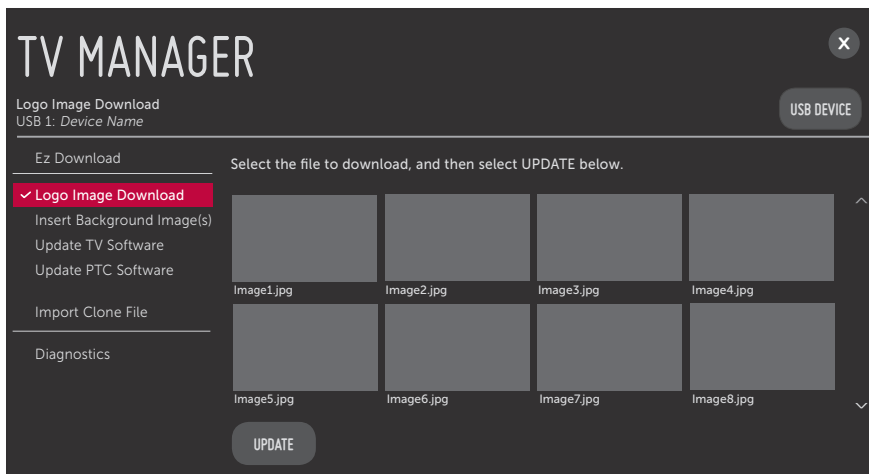 TV MANAGER
X
Logo Image Download
USB 1: Device Name
USB DEVICE
Ez Download
Logo Image Download
Insert Background Image(s)
Update TV Software
Update PTC Software
Import Clone File
Diagnostics
Select the file to download, and then select UPDATE below.
Image1.jpg Image2.jpg Image3.jpg Image4.jpg
Image5.jpg Image6.jpg Image7.jpg Image8.jpg
UPDATE